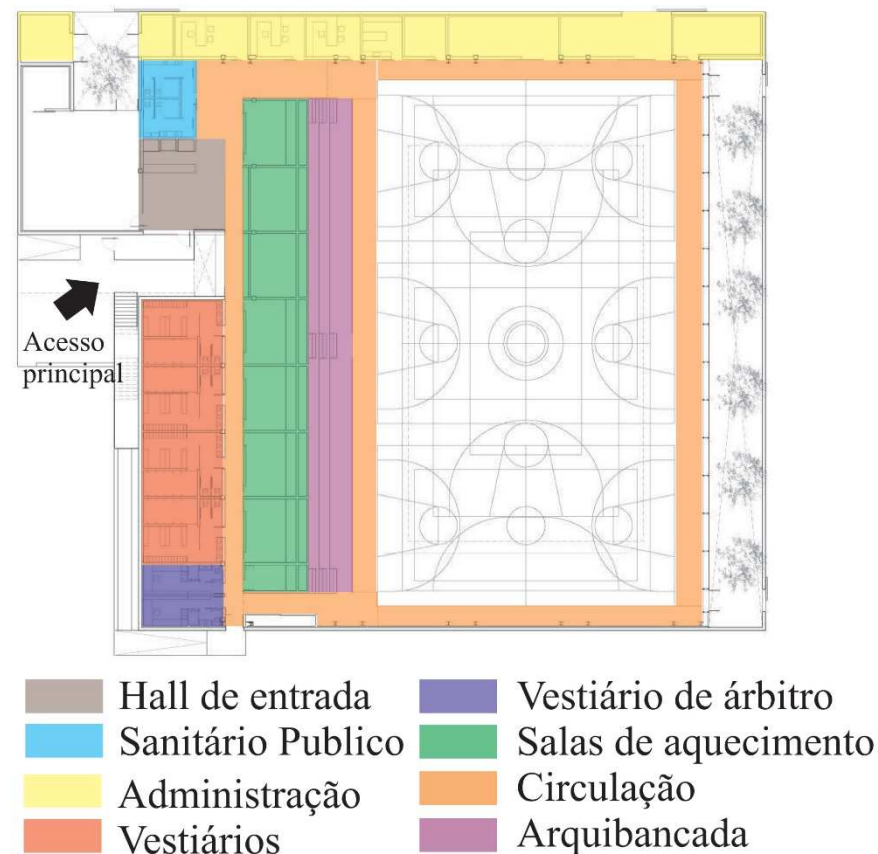 Acesso
principal
Hall de entrada
Sanitário Publico
Administração
Vestiários
Vestiário de árbitro
Salas de aquecimento
Circulação
Arquibancada